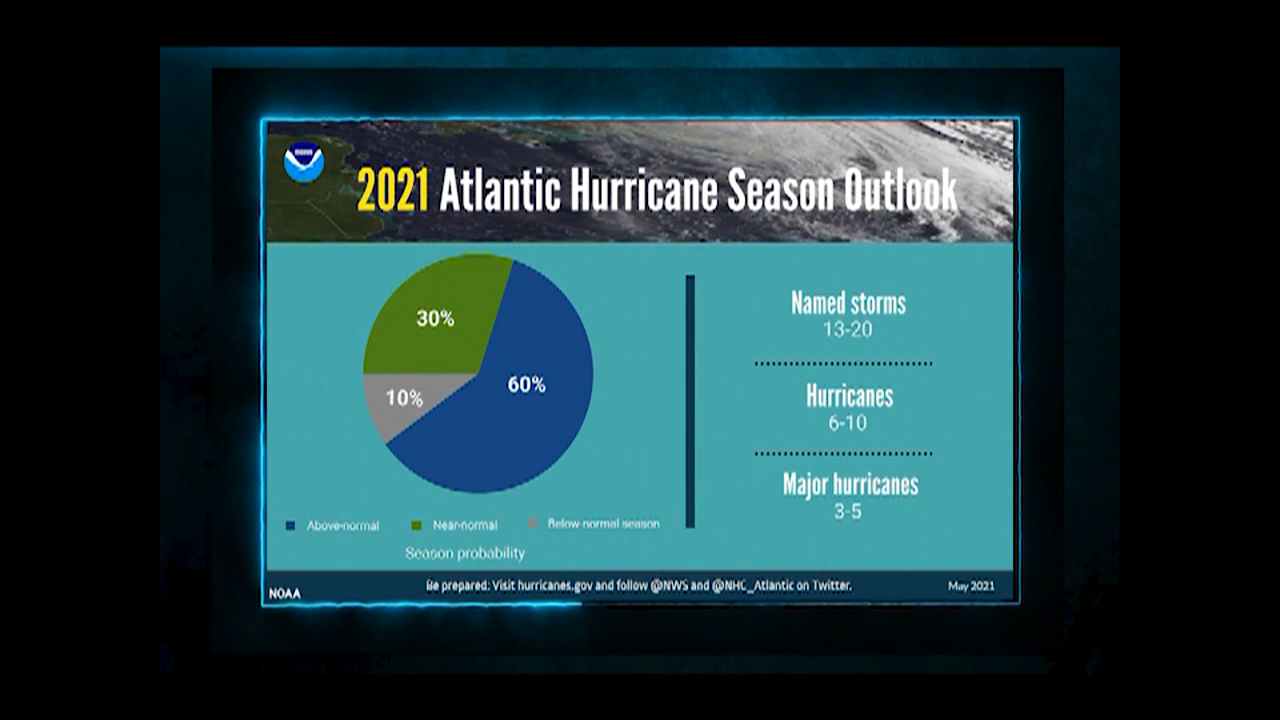 2021 Atlantic Hurricane Season Outlook
30%
60%
10%
Above-normal
Near-normal
Below-normal season
Season probability
Named storms
13-20
Hurricanes
6-10
Major hurricanes
3-5
NOAA
Be prepared: Visit hurricanes.gov and follow @NWS and @NHC_Atlantic on Twitter.
May 2021